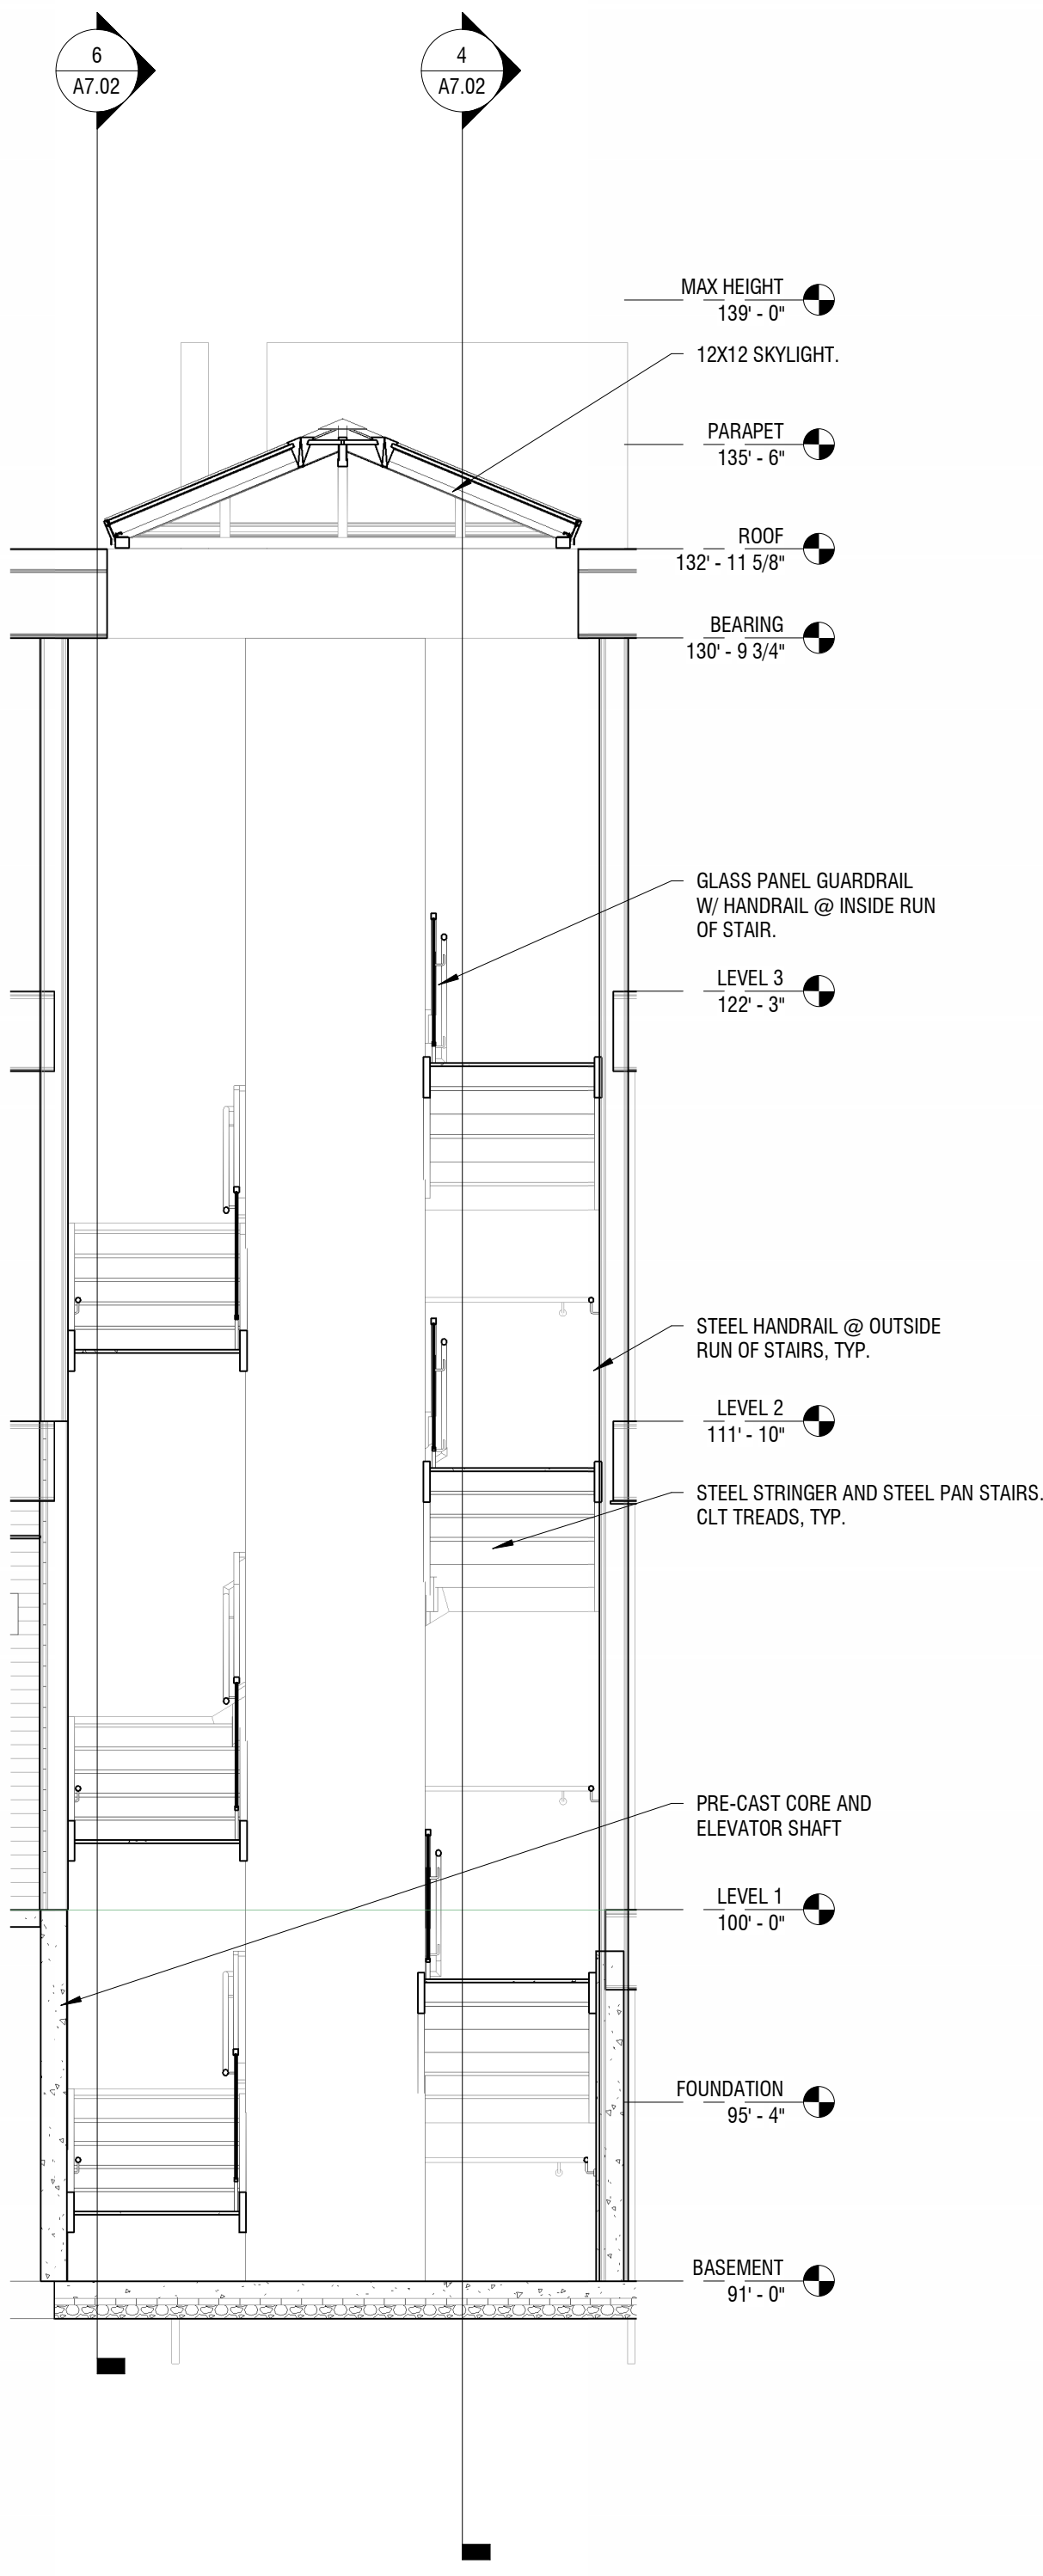 6
A7.02
4
A7.02
MAX HEIGHT
139' - 0"
12X12 SKYLIGHT.
PARAPET
135' - 6"
ROOF
132' - 11 5/8"
BEARING
130' - 9 3/4"
GLASS PANEL GUARDRAIL
W/ HANDRAIL @ INSIDE RUN
OF STAIR.
LEVEL 3
122' - 3"
STEEL HANDRAIL @ OUTSIDE
RUN OF STAIRS, TYP.
LEVEL 2
111' - 10"
STEEL STRINGER AND STEEL PAN STAIRS.
CLT TREADS, TYP.
PRE-CAST CORE AND
ELEVATOR SHAFT
LEVEL 1
100' - 0"
FOUNDATION
95' - 4"
BASEMENT
91' - 0"